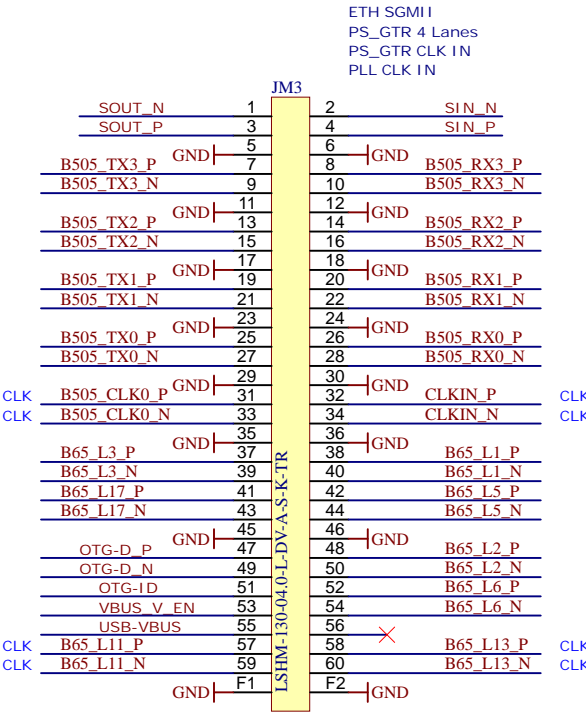 ETH SGMII
PS_GTR 4 Lanes
PS_GTR CLK IN
PLL CLK IN
JM3
SOUT_N 1 2 SIN_N
SOUT_P 3 4 SIN_P
GND 5 6 GND
B505_TX3_P 7 8 B505_RX3_P
B505_TX3_N 9 10 B505_RX3_N
GND 11 12 GND
B505_TX2_P 13 14 B505_RX2_P
B505_TX2_N 15 16 B505_RX2_N
GND 17 18 GND
B505_TX1_P 19 20 B505_RX1_P
B505_TX1_N 21 22 B505_RX1_N
GND 23 24 GND
B505_TX0_P 25 26 B505_RX0_P
B505_TX0_N 27 28 B505_RX0_N
GND 29 30 GND
CLK B505_CLK0_P 31 32 CLKIN_P CLK
CLK B505_CLK0_N 33 34 CLKIN_N CLK
GND 35 36 GND
B65_L3_P 37 38 B65_L1_P
B65_L3_N 39 40 B65_L1_N
B65_L17_P 41 42 B65_L5_P
B65_L17_N 43 44 B65_L5_N
GND 45 46 GND
OTG-D_P 47 48 B65_L2_P
OTG-D_N 49 50 B65_L2_N
OTG-ID 51 52 B65_L6_P
VBUS_V_EN 53 54 B65_L6_N
USB-VBUS 55 56
CLK B65_L11_P 57 58 B65_L13_P CLK
CLK B65_L11_N 59 60 B65_L13_N CLK
GND F1 F2 GND
LSHM-130-04.0-L-DV-A-S-K-TR